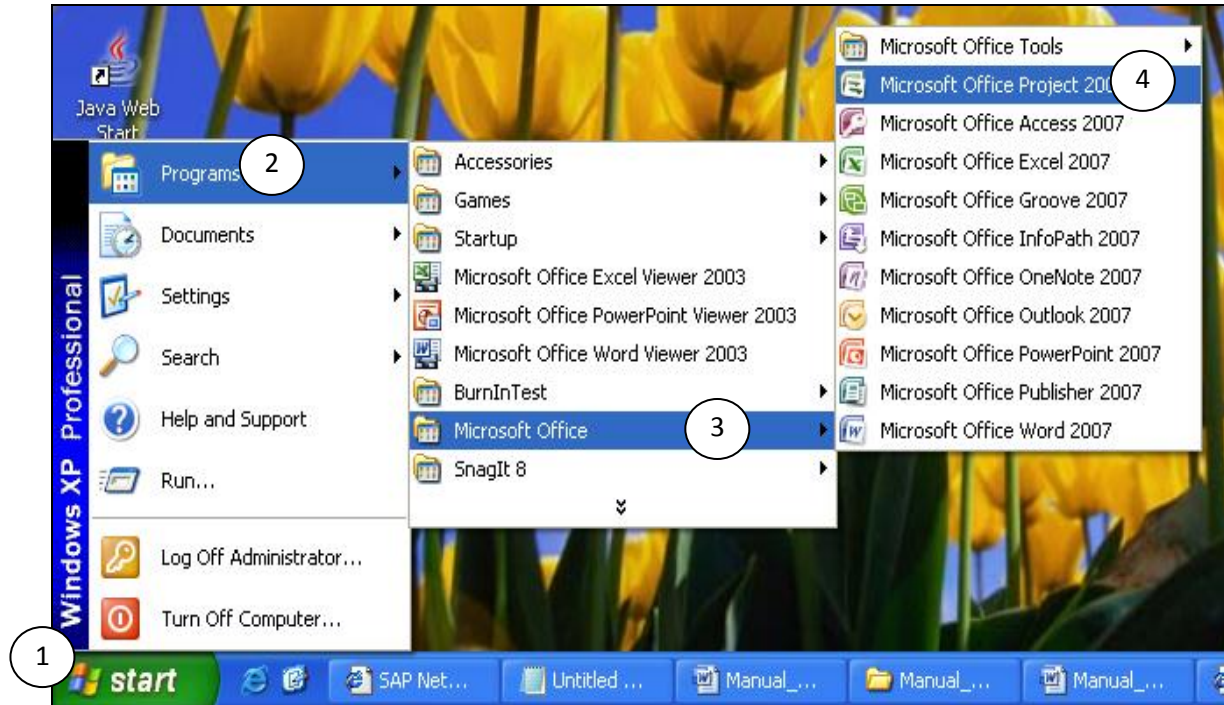 Java Web
Start
Windows XP Professional
2
Programs
Documents
Settings
Search
Help and Support
Run...
Log Off Administrator...
Turn Off Computer...
Accessories
Games
Startup
Microsoft Office Excel Viewer 2003
Microsoft Office PowerPoint Viewer 2003
Microsoft Office Word Viewer 2003
BurnInTest
Microsoft Office
3
SnagIt 8
Microsoft Office Tools
Microsoft Office Project
4
Microsoft Office Access 2007
Microsoft Office Excel 2007
Microsoft Office Groove 2007
Microsoft Office InfoPath 2007
Microsoft Office OneNote 2007
Microsoft Office Outlook 2007
Microsoft Office PowerPoint 2007
Microsoft Office Publisher 2007
Microsoft Office Word 2007
1
start
SAP Net...
Untitled ...
Manual_...
Manual_...
Manual_...